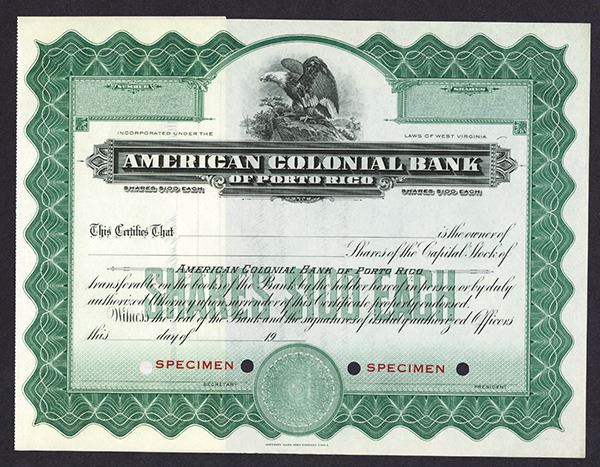 NUMBER
SHARES
INCORPORATED UNDER THE
LAWS OF WEST VIRGINIA
AMERICAN COLONIAL BANK
OF PORTO RICO
SHARES $100 EACH
SHARES $100 EACH
This Certifies That
is the owner of
Shares of the Capital Stock of
AMERICAN COLONIAL BANK OF PORTO RICO
transferable on the books of the Bank by the holder hereof in person or by duly
authorized Attorney upon surrender of this Certificate properly endorsed.
Witness the seal of the Bank and the signatures of its duly authorized Officers
this day of 19
SHARES $100 EACH
SPECIMEN
SPECIMEN
SECRETARY
PRESIDENT